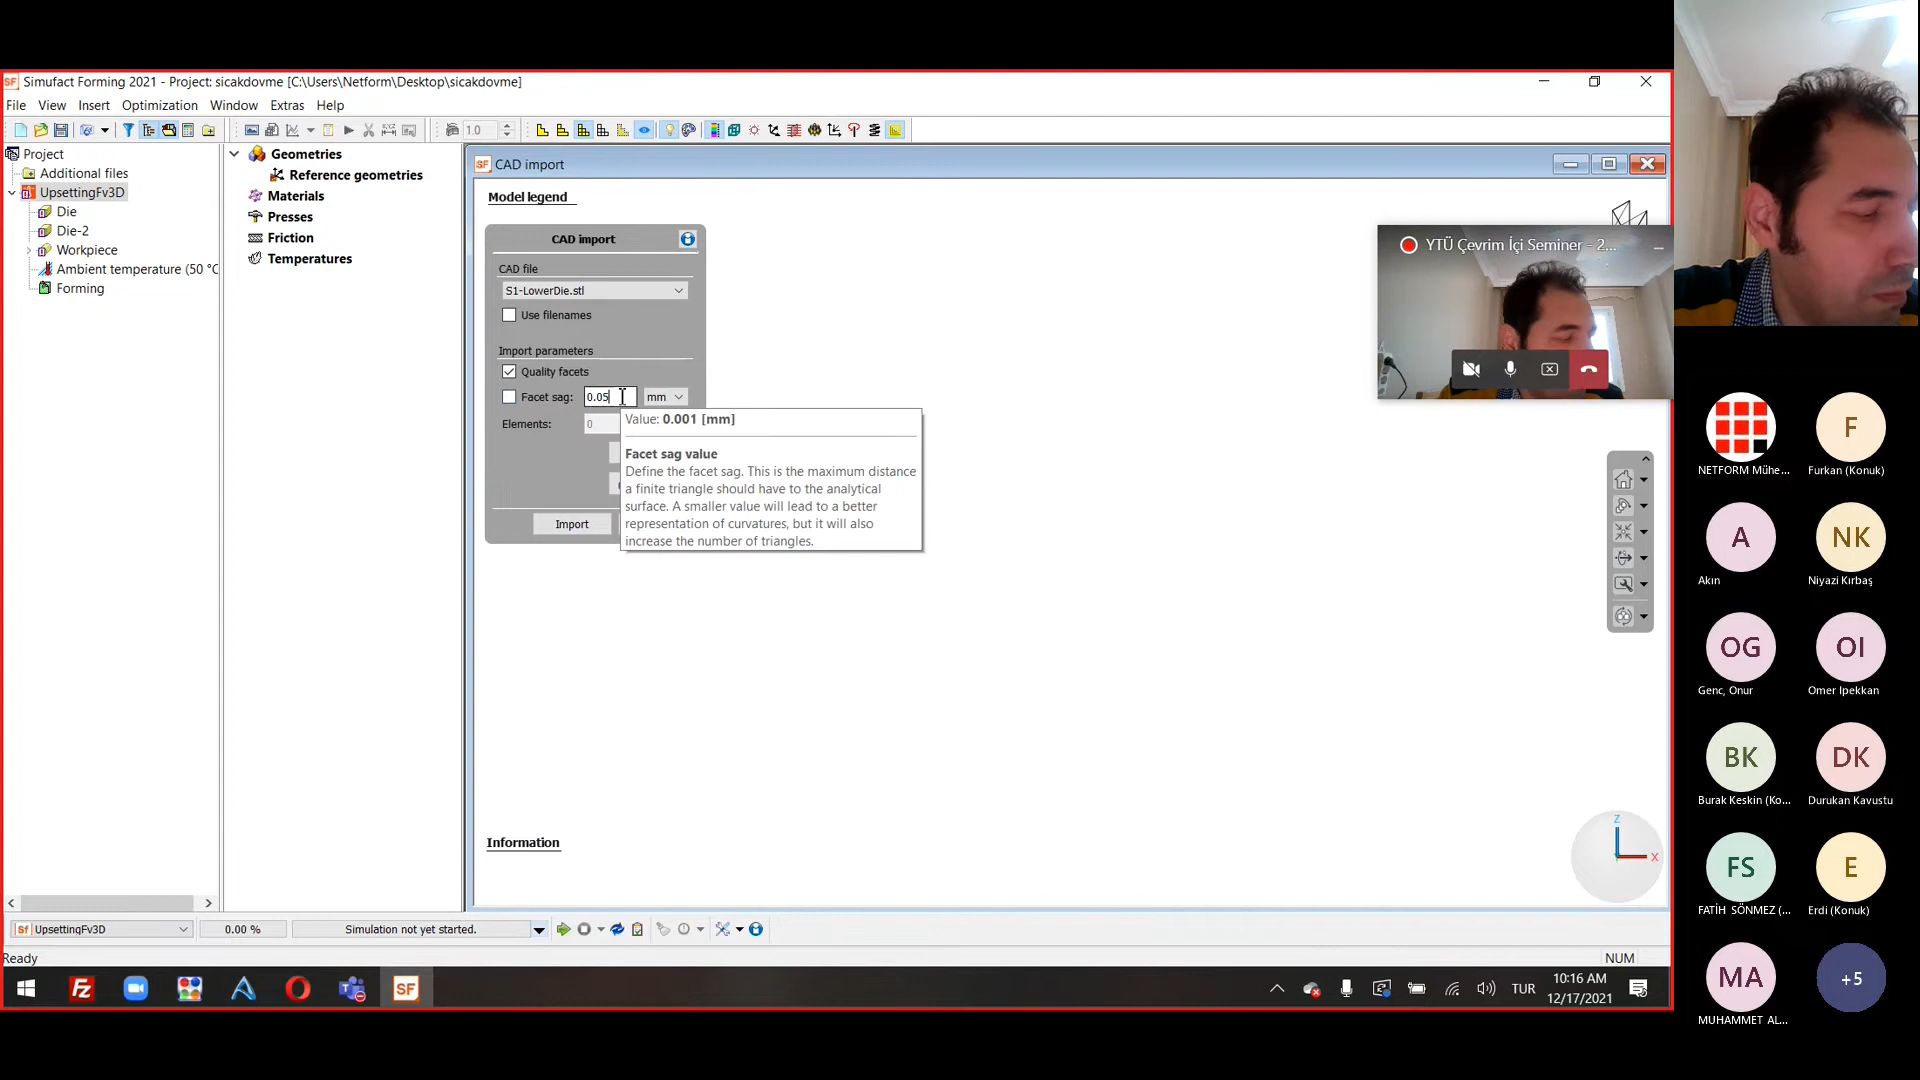 Simufact Forming 2021 - Project: sicakdovme [C:\Users\Netform\Desktop\sicakdovme]
File View Insert Optimization Window Extras Help
1.0
Project
Additional files
UpsettingFv3D
Die
Die-2
Workpiece
Ambient temperature (50 °C
Forming
Geometries
Reference geometries
Materials
Presses
Friction
Temperatures
CAD import
Model legend
CAD import
CAD file
S1-LowerDie.stl
Use filenames
Import parameters
Quality facets
Facet sag: 0.05 mm
Elements: 0
Import
Value: 0.001 [mm]
Facet sag value
Define the facet sag. This is the maximum distance
a finite triangle should have to the analytical
surface. A smaller value will lead to a better
representation of curvatures, but it will also
increase the number of triangles.
Information
Z
X
YTÜ Çevrim İçi Seminer - 2...
UpsettingFv3D
0.00 %
Simulation not yet started.
Ready
NUM
TUR
10:16 AM
12/17/2021
NETFORM Mühe...
F
Furkan (Konuk)
A
Akın
NK
Niyazi Kırbaş
OG
Genc, Onur
OI
Omer Ipekkan
BK
Burak Keskin (Ko...
DK
Durukan Kavustu
FS
FATİH SÖNMEZ (...
E
Erdi (Konuk)
MA
MUHAMMET AL...
+5